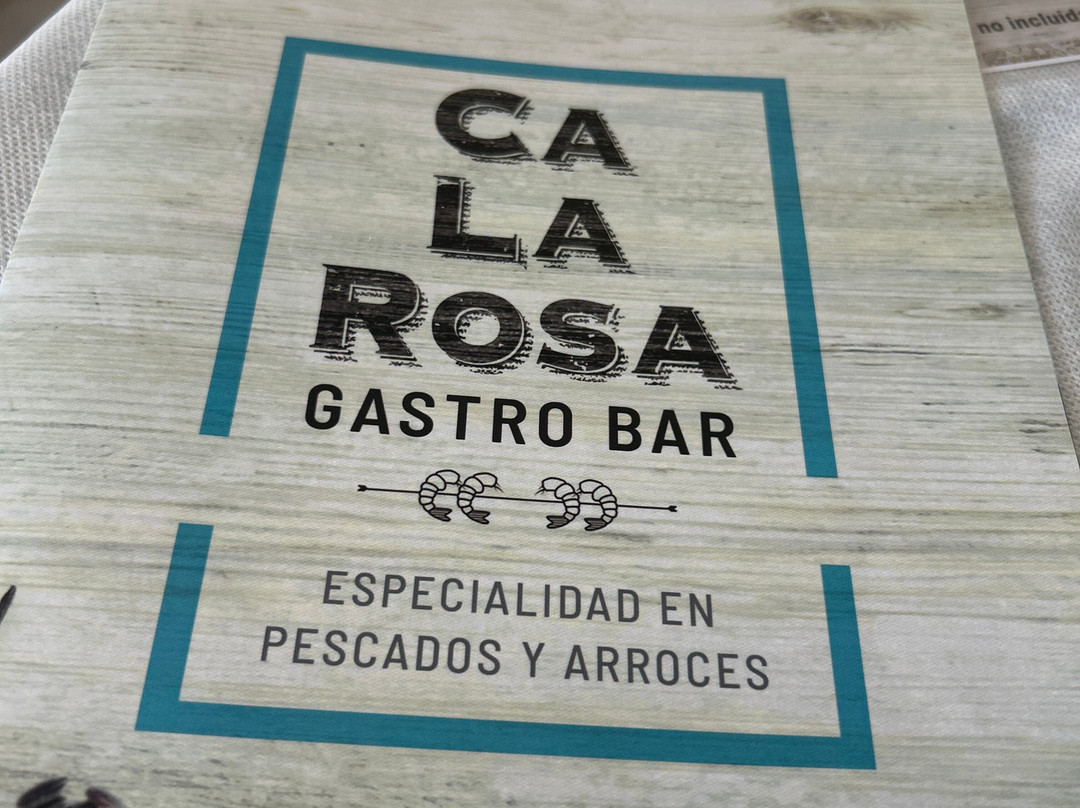 no incluid
CA
LA
ROSA
GASTRO BAR
ESPECIALIDAD EN
PESCADOS Y ARROCES